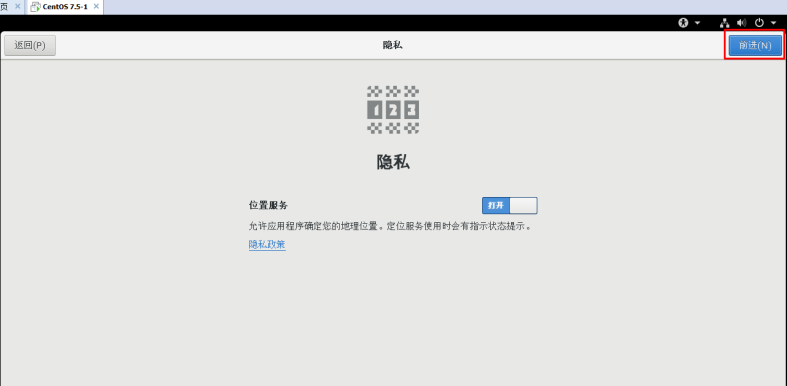 页
CentOS 7.5-1
返回(P)
隐私
前进(N)
123
隐私
位置服务
打开
允许应用程序确定您的地理位置。定位服务使用时会有指示状态提示。
隐私政策